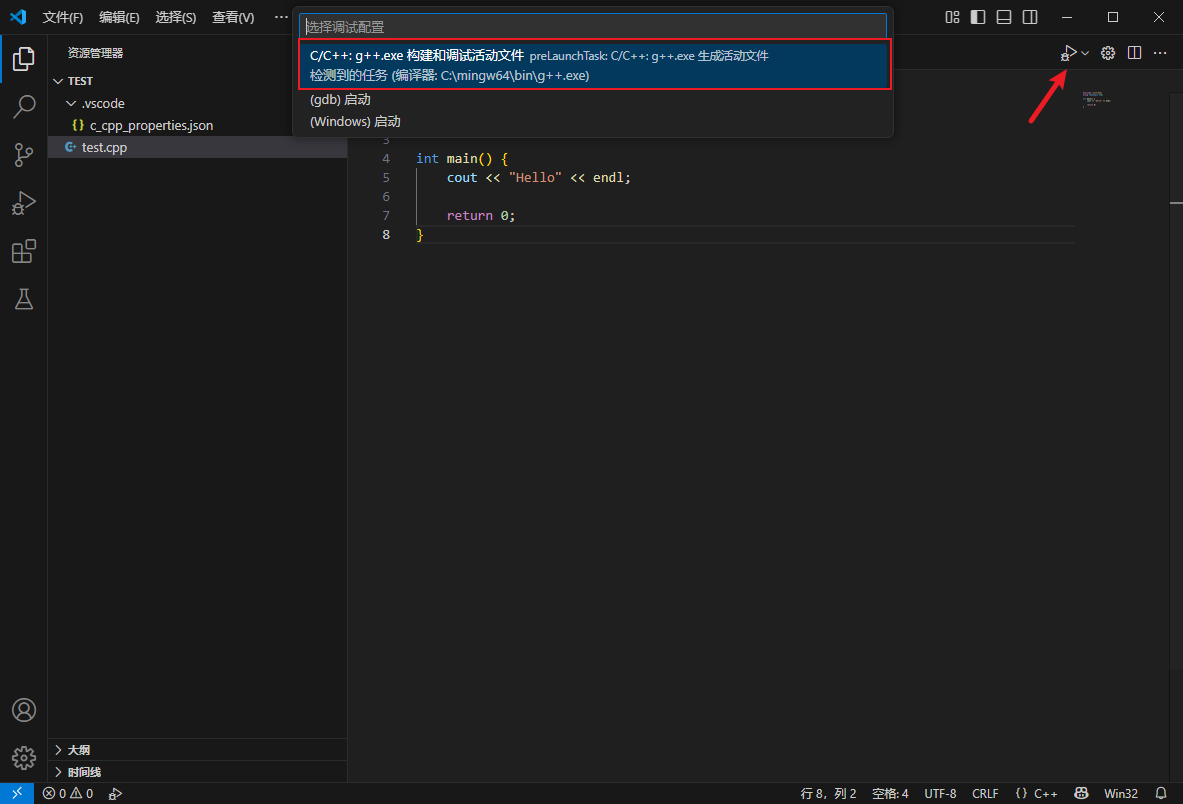 文件(F) 编辑(E) 选择(S) 查看(V) ···
选择调试配置
C/C++: g++.exe 构建和调试活动文件 preLaunchTask: C/C++: g++.exe 生成活动文件
检测到的任务 (编译器: C:\mingw64\bin\g++.exe)
(gdb) 启动
(Windows) 启动
资源管理器
TEST
.vscode
{} c_cpp_properties.json
test.cpp
3
4 int main() {
5 cout << "Hello" << endl;
6
7 return 0;
8 }
大纲
时间线
0 0
行 8，列 2 空格: 4 UTF-8 CRLF {} C++ Win32